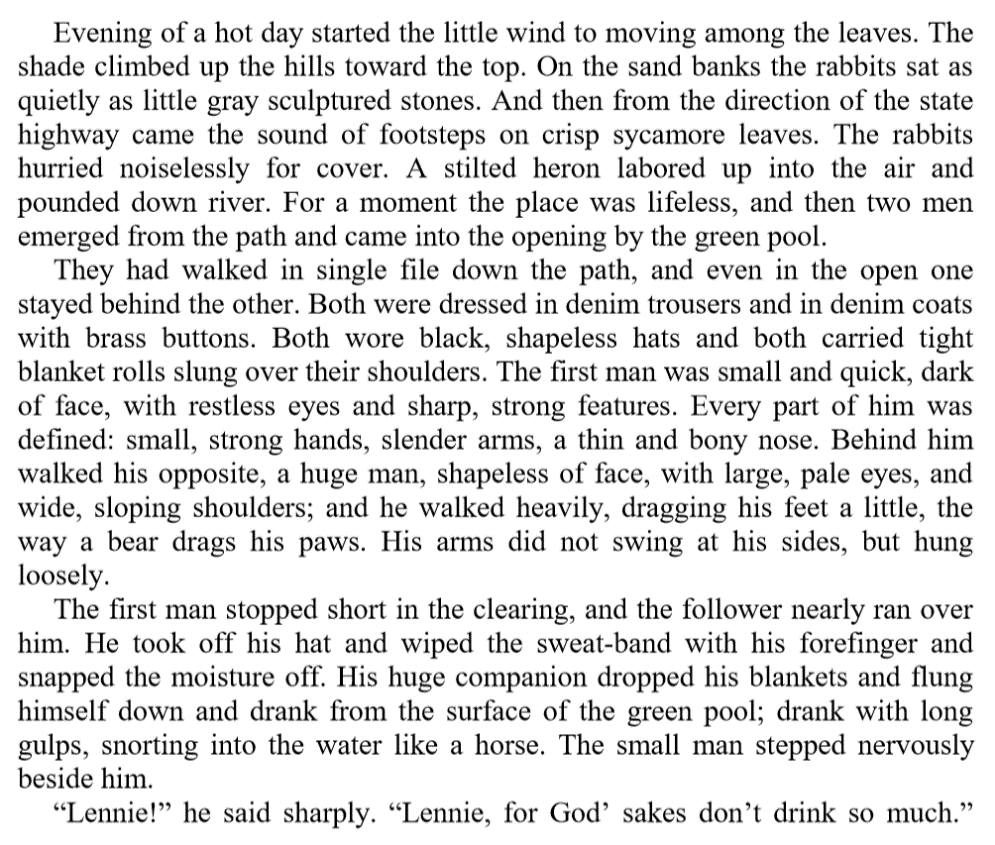 Evening of a hot day started the little wind to moving among the leaves. The
shade climbed up the hills toward the top. On the sand banks the rabbits sat as
quietly as little gray sculptured stones. And then from the direction of the state
highway came the sound of footsteps on crisp sycamore leaves. The rabbits
hurried noiselessly for cover. A stilted heron labored up into the air and
pounded down river. For a moment the place was lifeless, and then two men
emerged from the path and came into the opening by the green pool.
They had walked in single file down the path, and even in the open one
stayed behind the other. Both were dressed in denim trousers and in denim coats
with brass buttons. Both wore black, shapeless hats and both carried tight
blanket rolls slung over their shoulders. The first man was small and quick, dark
of face, with restless eyes and sharp, strong features. Every part of him was
defined: small, strong hands, slender arms, a thin and bony nose. Behind him
walked his opposite, a huge man, shapeless of face, with large, pale eyes, and
wide, sloping shoulders; and he walked heavily, dragging his feet a little, the
way a bear drags his paws. His arms did not swing at his sides, but hung
loosely.
The first man stopped short in the clearing, and the follower nearly ran over
him. He took off his hat and wiped the sweat-band with his forefinger and
snapped the moisture off. His huge companion dropped his blankets and flung
himself down and drank from the surface of the green pool; drank with long
gulps, snorting into the water like a horse. The small man stepped nervously
beside him.
“Lennie!” he said sharply. “Lennie, for God’ sakes don’t drink so much.”